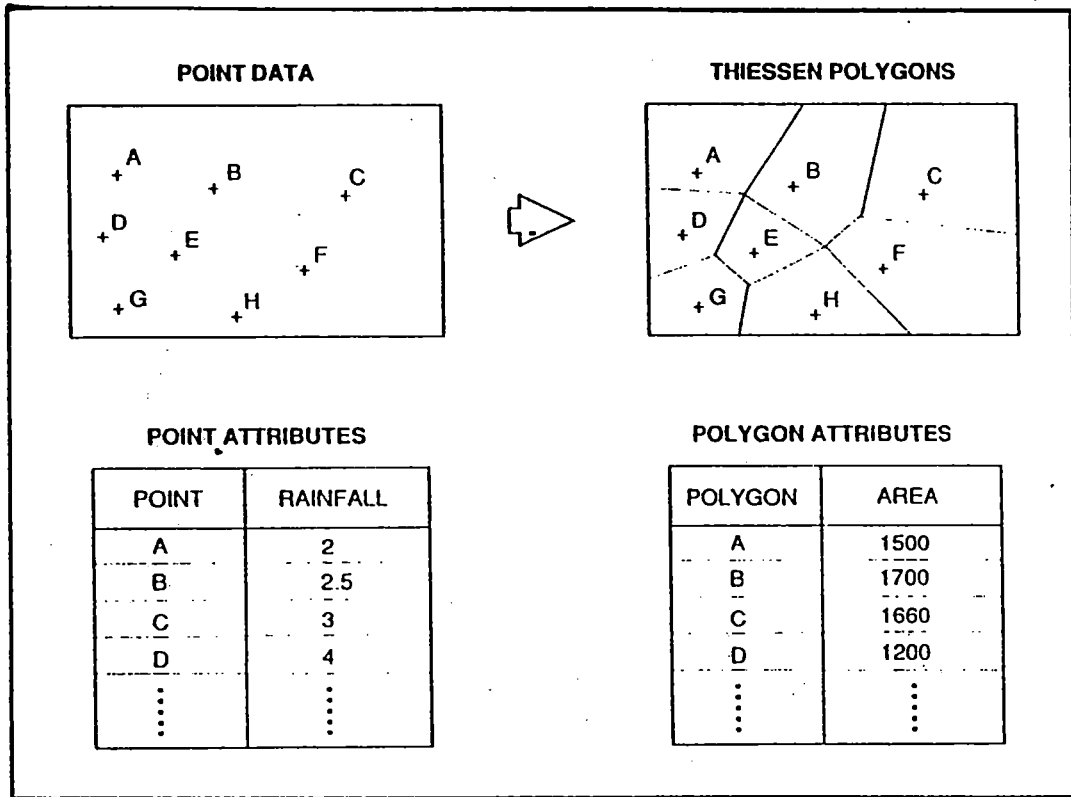 POINT DATA
THIESSEN POLYGONS
A
B
C
D
E
F
G
H
A
B
C
D
E
F
G
H
POINT ATTRIBUTES
POINT RAINFALL
A 2
B 2.5
C 3
D 4
POLYGON ATTRIBUTES
POLYGON AREA
A 1500
B 1700
C 1660
D 1200